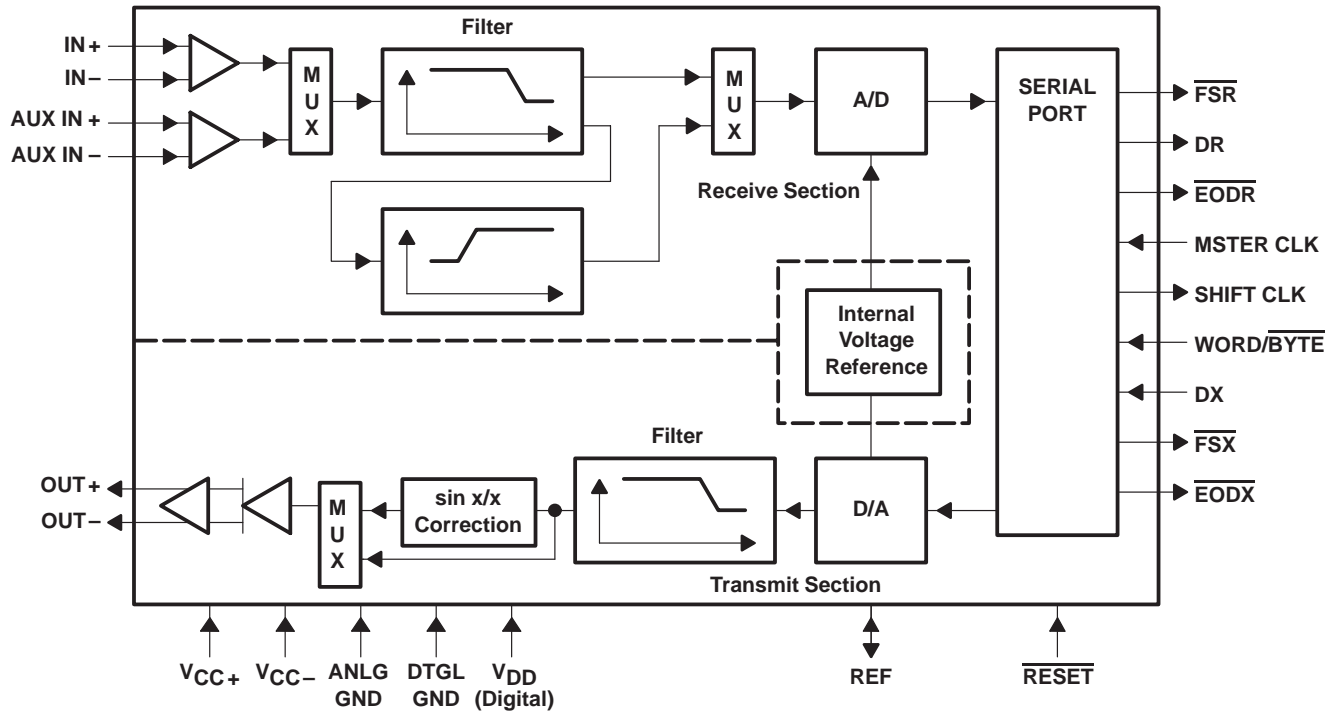 Filter
IN+
IN−
AUX IN +
AUX IN −
M
U
X
M
U
X
A/D
SERIAL
PORT
FSR
DR
EODR
MSTER CLK
SHIFT CLK
WORD/BYTE
DX
FSX
EODX
Receive Section
Internal
Voltage
Reference
Filter
OUT+
OUT−
M
U
X
sin x/x
Correction
D/A
Transmit Section
VCC+
VCC−
ANLG
GND
DTGL
GND
VDD
(Digital)
REF
RESET